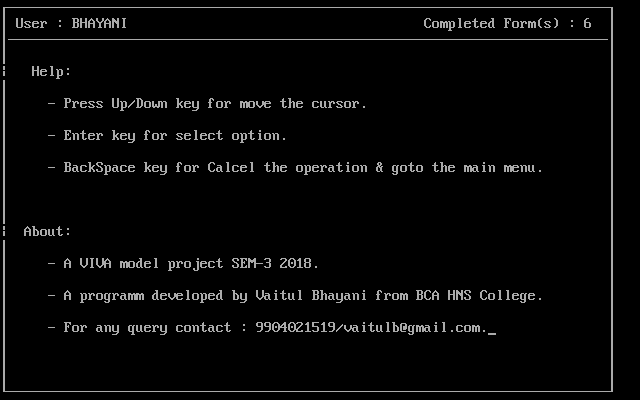 User : BHAYANI Completed Form(s) : 6
Help:
- Press Up/Down key for move the cursor.
- Enter key for select option.
- BackSpace key for Calcel the operation & goto the main menu.
About:
- A VIVA model project SEM-3 2018.
- A programm developed by Vaitul Bhayani from BCA HNS College.
- For any query contact : 9904021519/vaitulb@gmail.com._